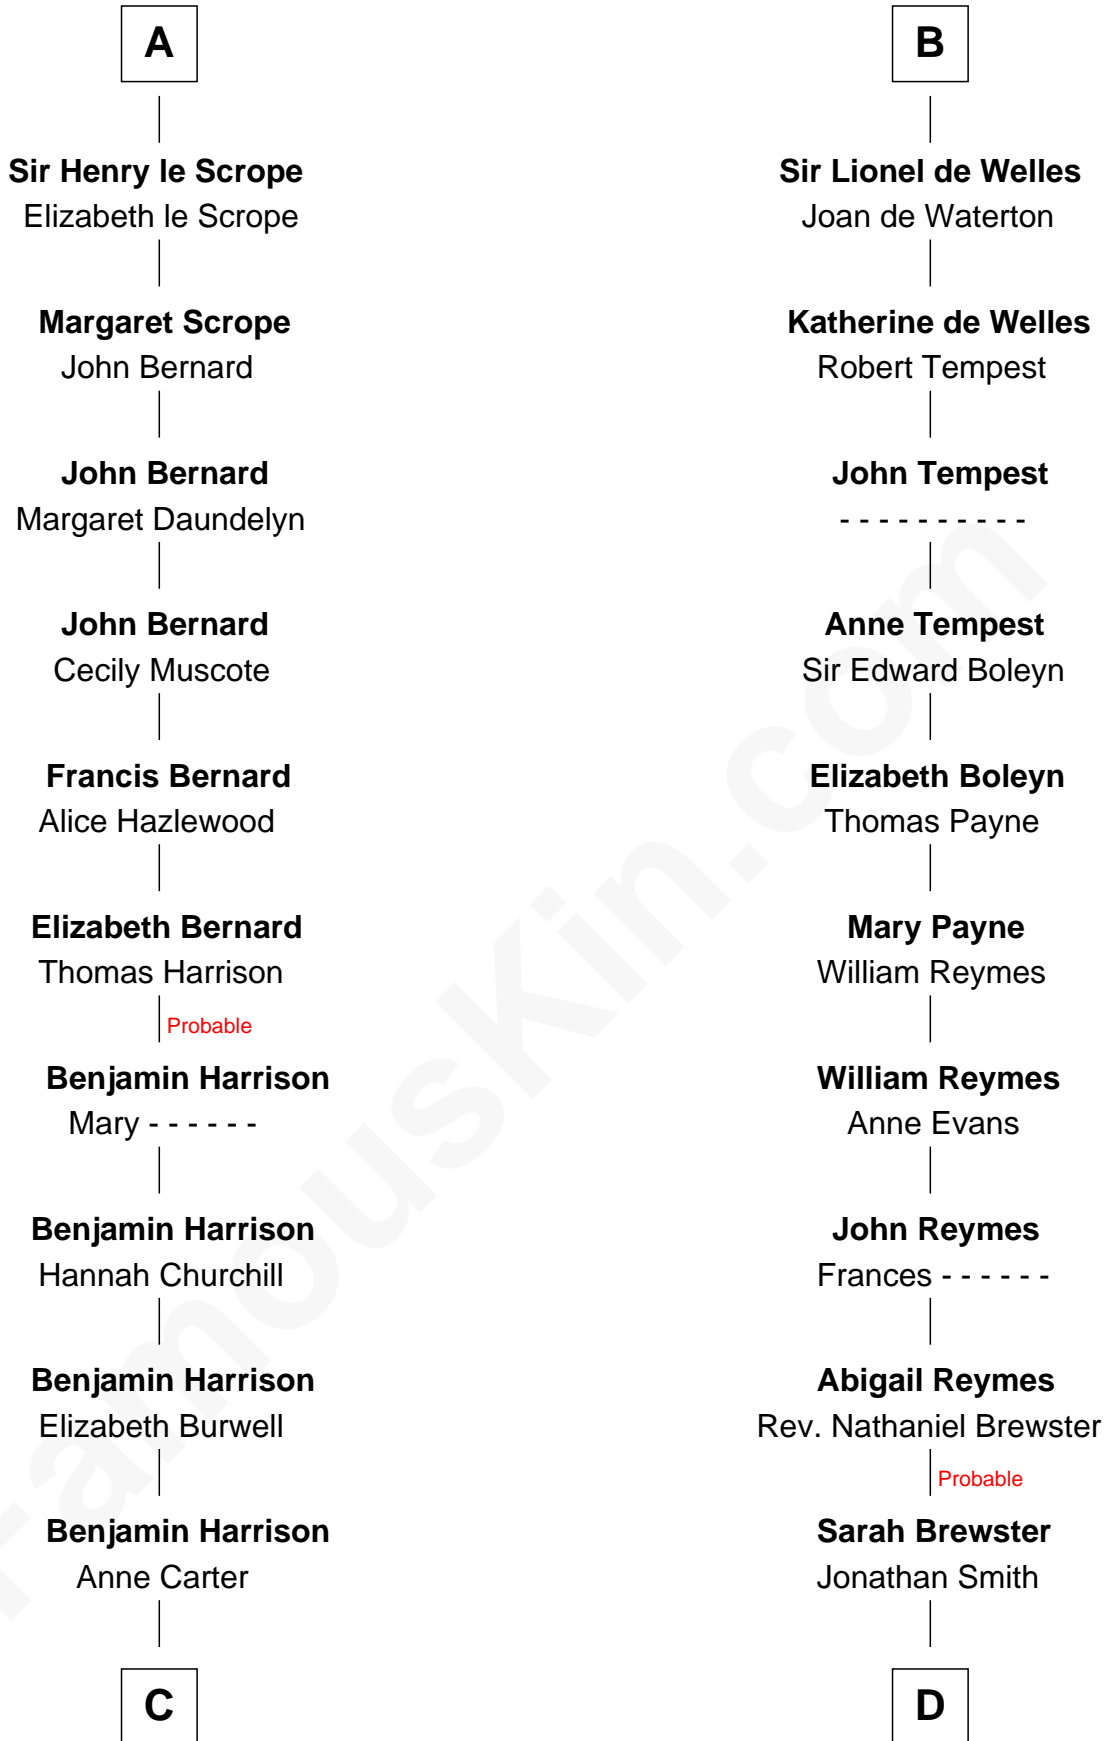 A
Sir Henry le Scrope
Elizabeth le Scrope
Margaret Scrope
John Bernard
John Bernard
Margaret Daundelyn
John Bernard
Cecily Muscote
Francis Bernard
Alice Hazlewood
Elizabeth Bernard
Thomas Harrison
Probable
Benjamin Harrison
Mary - - - - - -
Benjamin Harrison
Hannah Churchill
Benjamin Harrison
Elizabeth Burwell
Benjamin Harrison
Anne Carter
C
B
Sir Lionel de Welles
Joan de Waterton
Katherine de Welles
Robert Tempest
John Tempest
- - - - - - - - - -
Anne Tempest
Sir Edward Boleyn
Elizabeth Boleyn
Thomas Payne
Mary Payne
William Reymes
William Reymes
Anne Evans
John Reymes
Frances - - - - - -
Abigail Reymes
Rev. Nathaniel Brewster
Probable
Sarah Brewster
Jonathan Smith
D
FamousKin.com